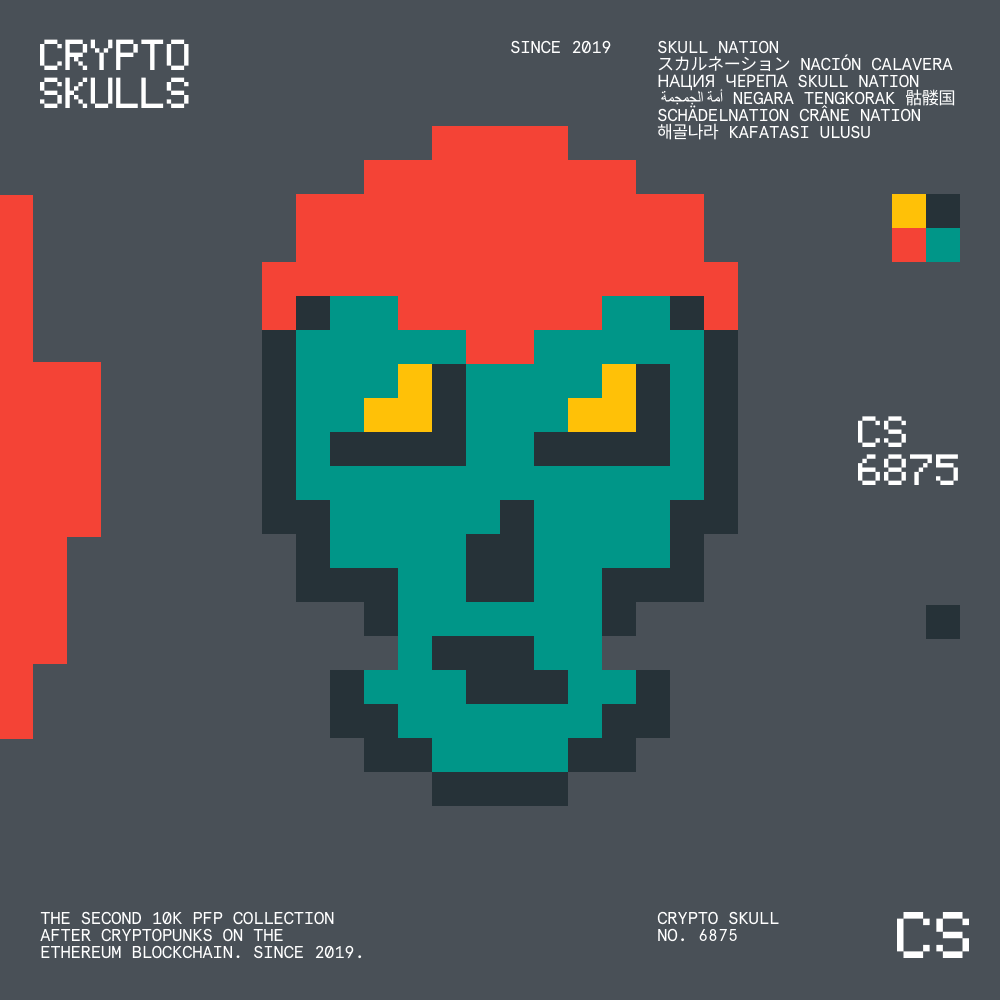 CRYPTO
SKULLS
SINCE 2019
SKULL NATION
スカルネーション NACIÓN CALAVERA
НАЦИЯ ЧЕРЕПА SKULL NATION
أمة الجمجمة NEGARA TENGKORAK 骷髅国
SCHÄDELNATION CRÂNE NATION
해골나라 KAFATASI ULUSU
CS
6875
THE SECOND 10K PFP COLLECTION
AFTER CRYPTOPUNKS ON THE
ETHEREUM BLOCKCHAIN. SINCE 2019.
CRYPTO SKULL
NO. 6875
CS